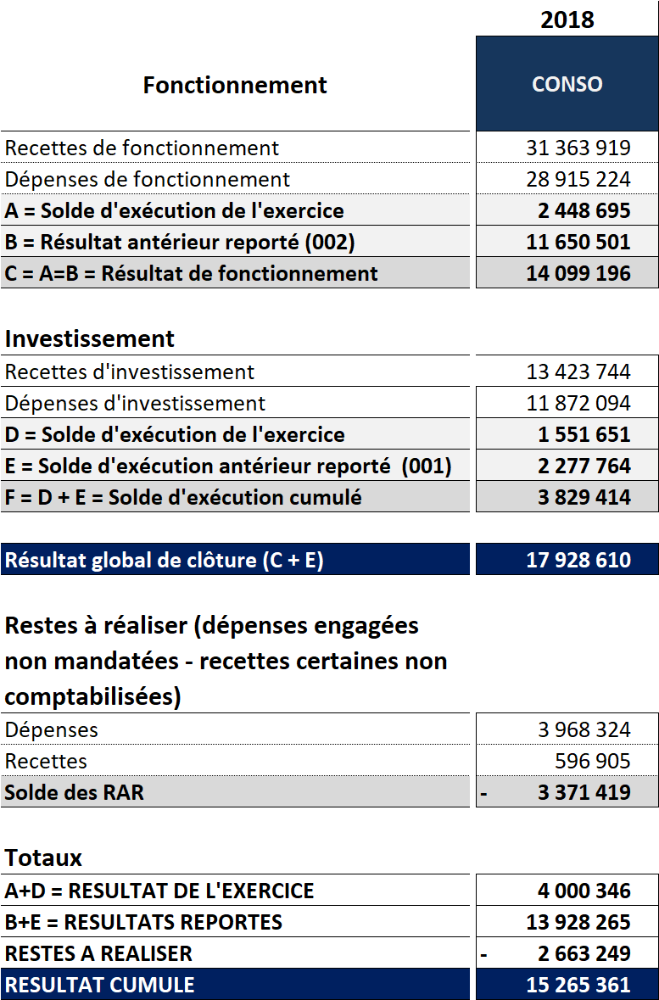 2018
Fonctionnement CONSO
Recettes de fonctionnement 31 363 919
Dépenses de fonctionnement 28 915 224
A = Solde d'exécution de l'exercice 2 448 695
B = Résultat antérieur reporté (002) 11 650 501
C = A=B = Résultat de fonctionnement 14 099 196
Investissement
Recettes d'investissement 13 423 744
Dépenses d'investissement 11 872 094
D = Solde d'exécution de l'exercice 1 551 651
E = Solde d'exécution antérieur reporté (001) 2 277 764
F = D + E = Solde d'exécution cumulé 3 829 414
Résultat global de clôture (C + E) 17 928 610
Restes à réaliser (dépenses engagées
non mandatées - recettes certaines non
comptabilisées)
Dépenses 3 968 324
Recettes 596 905
Solde des RAR - 3 371 419
Totaux
A+D = RESULTAT DE L'EXERCICE 4 000 346
B+E = RESULTATS REPORTES 13 928 265
RESTES A REALISER - 2 663 249
RESULTAT CUMULE 15 265 361